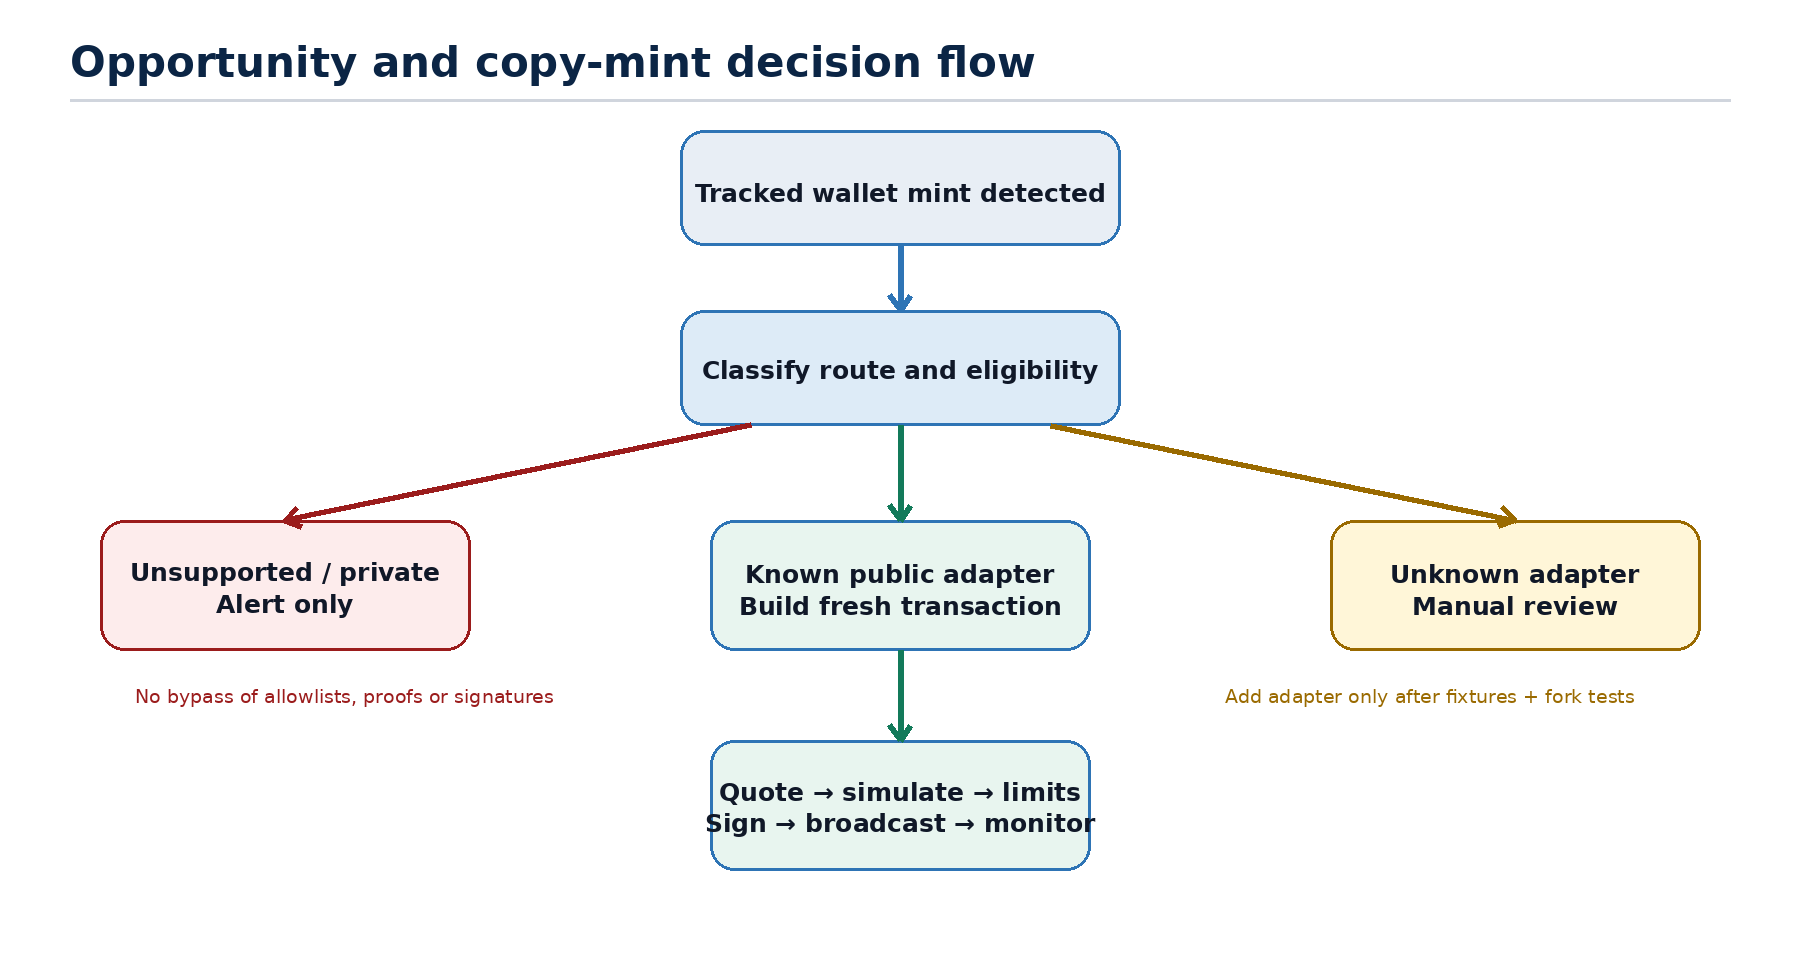 Opportunity and copy-mint decision flow
Tracked wallet mint detected
Classify route and eligibility
Unsupported / private
Alert only
Known public adapter
Build fresh transaction
Unknown adapter
Manual review
No bypass of allowlists, proofs or signatures
Add adapter only after fixtures + fork tests
Quote → simulate → limits
Sign → broadcast → monitor